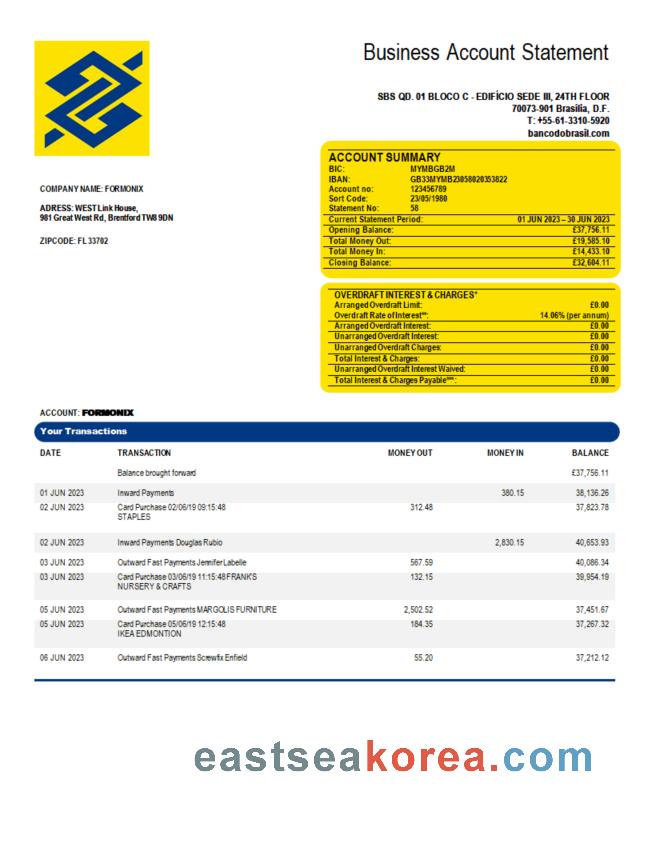 Business Account Statement
SBS QD. 01 BLOCO C - EDIFÍCIO SEDE III, 24TH FLOOR
70073-901 Brasilia, D.F.
T: +55-61-3310-5920
bancodobrasil.com
ACCOUNT SUMMARY
BIC: MYMBGB2M
IBAN: GB33MYMB23058020353822
Account no: 123456789
Sort Code: 23/05/1980
Statement No: 58
Current Statement Period: 01 JUN 2023 – 30 JUN 2023
Opening Balance: £37,756.11
Total Money Out: £19,585.10
Total Money In: £14,433.10
Closing Balance: £32,604.11
COMPANY NAME: FORMONIX
ADRESS: WEST Link House,
981 Great West Rd, Brentford TW8 9DN
ZIPCODE: FL 33702
OVERDRAFT INTEREST & CHARGES*
Arranged Overdraft Limit: £0.00
Overdraft Rate of Interest**: 14.06% (per annum)
Arranged Overdraft Interest: £0.00
Unarranged Overdraft Interest: £0.00
Unarranged Overdraft Charges: £0.00
Total Interest & Charges: £0.00
Unarranged Overdraft Interest Waived: £0.00
Total Interest & Charges Payable***: £0.00
ACCOUNT: FORMONIX
Your Transactions
DATE TRANSACTION MONEY OUT MONEY IN BALANCE
Balance brought forward £37,756.11
01 JUN 2023 Inward Payments 380.15 38,136.26
02 JUN 2023 Card Purchase 02/06/19 09:15:48 312.48 37,823.78
STAPLES
02 JUN 2023 Inward Payments Douglas Rubio 2,830.15 40,653.93
03 JUN 2023 Outward Fast Payments Jennifer Labelle 567.59 40,086.34
03 JUN 2023 Card Purchase 03/06/19 11:15:48 FRANK'S 132.15 39,954.19
NURSERY & CRAFTS
05 JUN 2023 Outward Fast Payments MARGOLIS FURNITURE 2,502.52 37,451.67
05 JUN 2023 Card Purchase 05/06/19 12:15:48 184.35 37,267.32
IKEA EDMONTION
06 JUN 2023 Outward Fast Payments Screwfix Enfield 55.20 37,212.12
eastseakorea.com